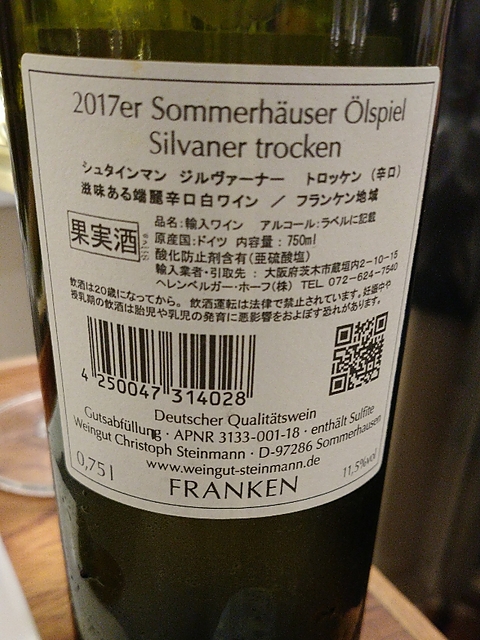 2017er Sommerhäuser Ölspiel
Silvaner trocken
シュタインマン ジルヴァーナー トロッケン (辛口)
滋味ある端麗辛口白ワイン / フランケン地域
果実酒
品名:輸入ワイン アルコール:ラベルに記載
原産国:ドイツ 内容量:750ml
酸化防止剤含有(亜硫酸塩)
輸入業者・引取先:大阪府茨木市蔵垣内2-10-15
ヘレンベルガー・ホーフ(株) TEL 072-624-7540
飲酒は20歳になってから。飲酒運転は法律で禁止されています。妊娠中や
授乳期の飲酒は胎児や乳児の発育に悪影響をおよぼす恐れがあります。
4 250047 314028
Deutscher Qualitätswein
Gutsabfüllung · APNR 3133-001-18 · enthält Sulfite
Weingut Christoph Steinmann · D-97286 Sommerhausen
www.weingut-steinmann.de
0,75 l
11,5%vol
FRANKEN